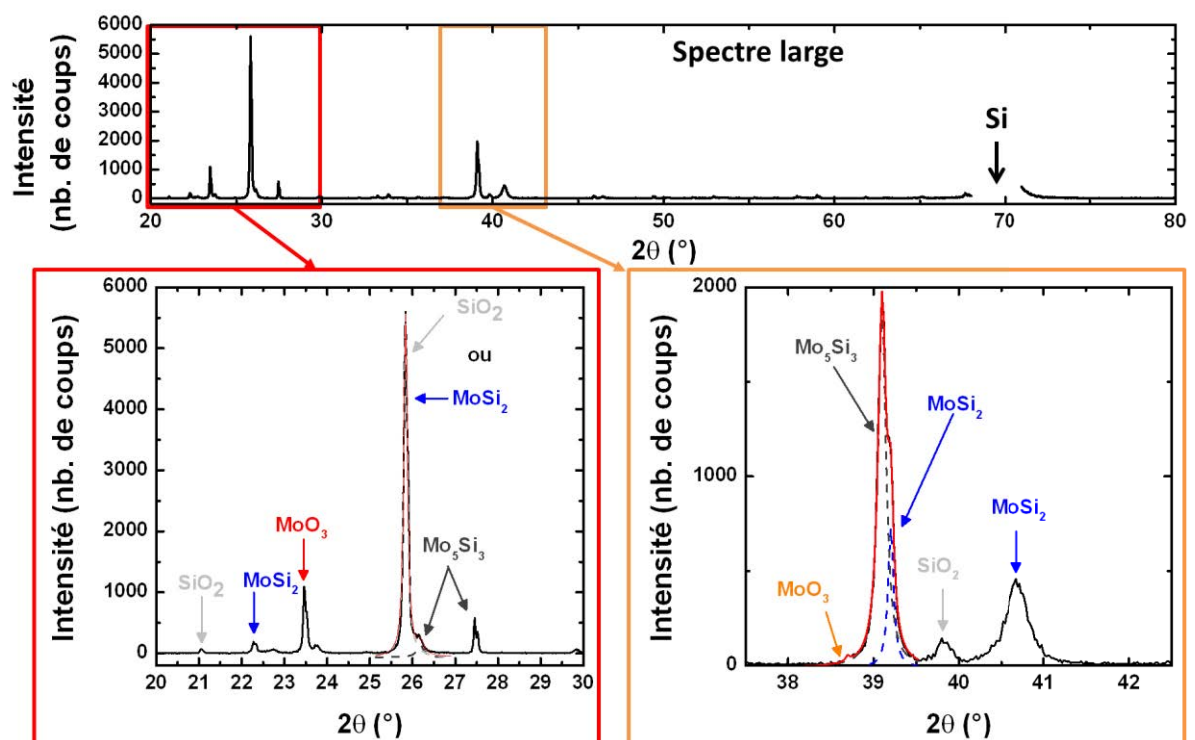 Spectre large
Intensité
(nb. de coups)
6000
5000
4000
3000
2000
1000
0
Si
20 30 40 50 60 70 80
2θ (°)
Intensité (nb. de coups)
6000
5000
4000
3000
2000
1000
0
SiO2
ou
MoSi2
MoO3
Mo5Si3
SiO2
MoSi2
20 21 22 23 24 25 26 27 28 29 30
2θ (°)
Intensité (nb. de coups)
2000
1000
0
Mo5Si3
MoSi2
MoSi2
SiO2
MoO3
38 39 40 41 42
2θ (°)